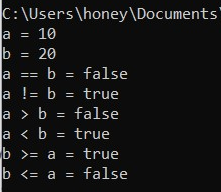 C:\Users\honey\Documents\
a = 10
b = 20
a == b = false
a != b = true
a > b = false
a < b = true
b >= a = true
b <= a = false